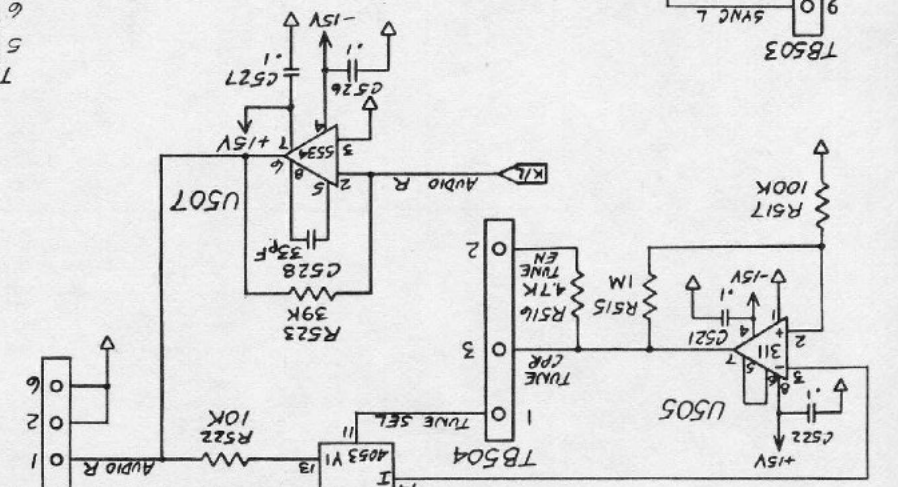 +15V
C522
.1
U505
3
2
8
6
5
311
-
+
7
1
4
C521
.1
-15V
R517
100K
R515
1M
R516
4.7K
TUNE
CPR
TUNE
EN
TB504
1
3
2
TUNE SEL
I
4053 Y1
11
13
R522
10K
AUDIO R
1
2
6
R523
39K
C528
33pF
U507
K/L
AUDIO R
2
3
5
8
5534
6
7
4
+15V
C526
.1
-15V
C527
.1
TB503
9
SYNC L
7
5
6